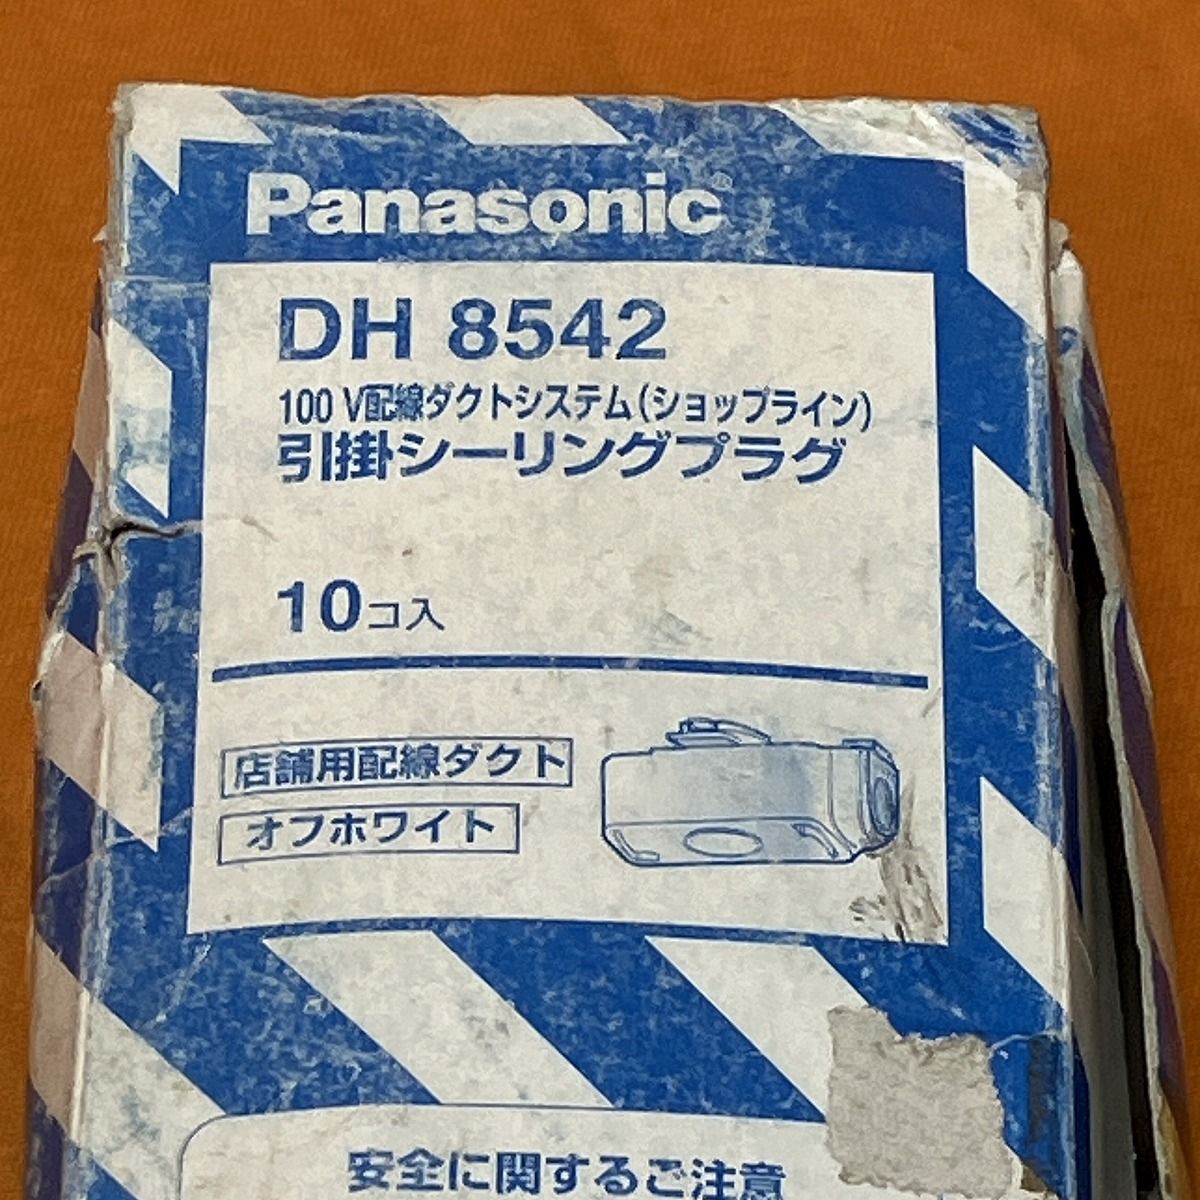 Panasonic
DH 8542
100 V配線ダクトシステム(ショップライン)
引掛シーリングプラグ
10コ入
店舗用配線ダクト
オフホワイト
安全に関するご注意